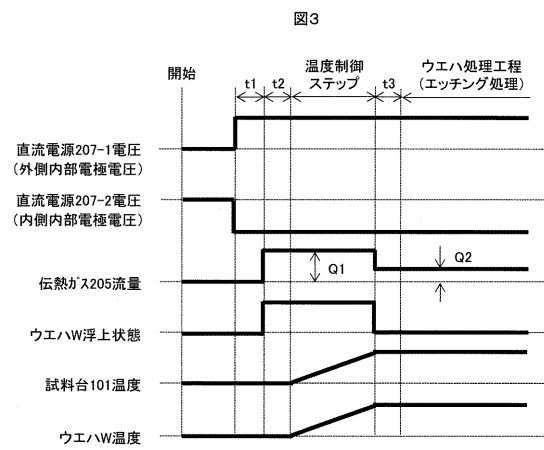 図3
開始
t1
t2
温度制御
ステップ
t3
ウエハ処理工程
(エッチング処理)
直流電源207-1電圧
(外側内部電極電圧)
直流電源207-2電圧
(内側内部電極電圧)
Q1
Q2
伝熱ガス205流量
ウエハW浮上状態
試料台101温度
ウエハW温度